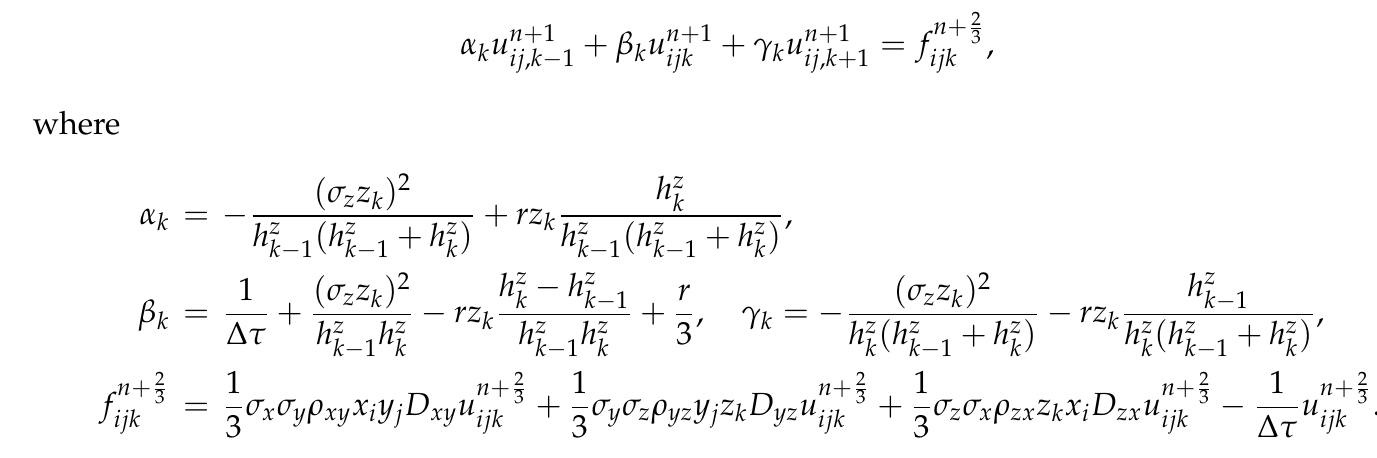 $\alpha_k u_{ij,k-1}^{n+1} + \beta_k u_{ijk}^{n+1} + \gamma_k u_{ij,k+1}^{n+1} = f_{ijk}^{n+\frac{2}{3}},$
where
$\alpha_k = -\frac{(\sigma_z z_k)^2}{h_{k-1}^z(h_{k-1}^z + h_k^z)} + r z_k \frac{h_k^z}{h_{k-1}^z(h_{k-1}^z + h_k^z)},$
$\beta_k = \frac{1}{\Delta\tau} + \frac{(\sigma_z z_k)^2}{h_{k-1}^z h_k^z} - r z_k \frac{h_k^z - h_{k-1}^z}{h_{k-1}^z h_k^z} + \frac{r}{3}, \quad \gamma_k = -\frac{(\sigma_z z_k)^2}{h_k^z(h_{k-1}^z + h_k^z)} - r z_k \frac{h_{k-1}^z}{h_k^z(h_{k-1}^z + h_k^z)},$
$f_{ijk}^{n+\frac{2}{3}} = \frac{1}{3}\sigma_x\sigma_y\rho_{xy}x_i y_j D_{xy}u_{ijk}^{n+\frac{2}{3}} + \frac{1}{3}\sigma_y\sigma_z\rho_{yz}y_j z_k D_{yz}u_{ijk}^{n+\frac{2}{3}} + \frac{1}{3}\sigma_z\sigma_x\rho_{zx}z_k x_i D_{zx}u_{ijk}^{n+\frac{2}{3}} - \frac{1}{\Delta\tau}u_{ijk}^{n+\frac{2}{3}}.$